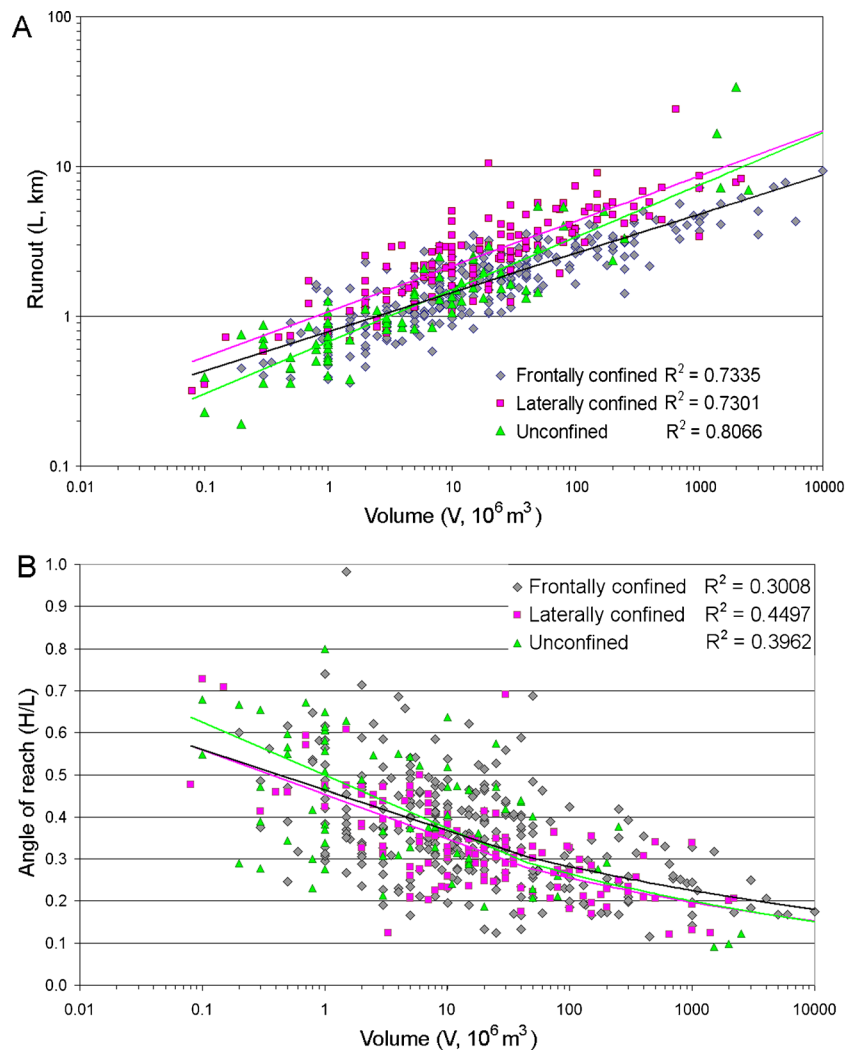 A
100
10
1
0.1
Runout (L, km)
Frontally confined R² = 0.7335
Laterally confined R² = 0.7301
Unconfined R² = 0.8066
0.01 0.1 1 10 100 1000 10000
Volume (V, 10⁶ m³)
B
1.0
0.9
0.8
0.7
0.6
0.5
0.4
0.3
0.2
0.1
0.0
Angle of reach (H/L)
Frontally confined R² = 0.3008
Laterally confined R² = 0.4497
Unconfined R² = 0.3962
0.01 0.1 1 10 100 1000 10000
Volume (V, 10⁶ m³)